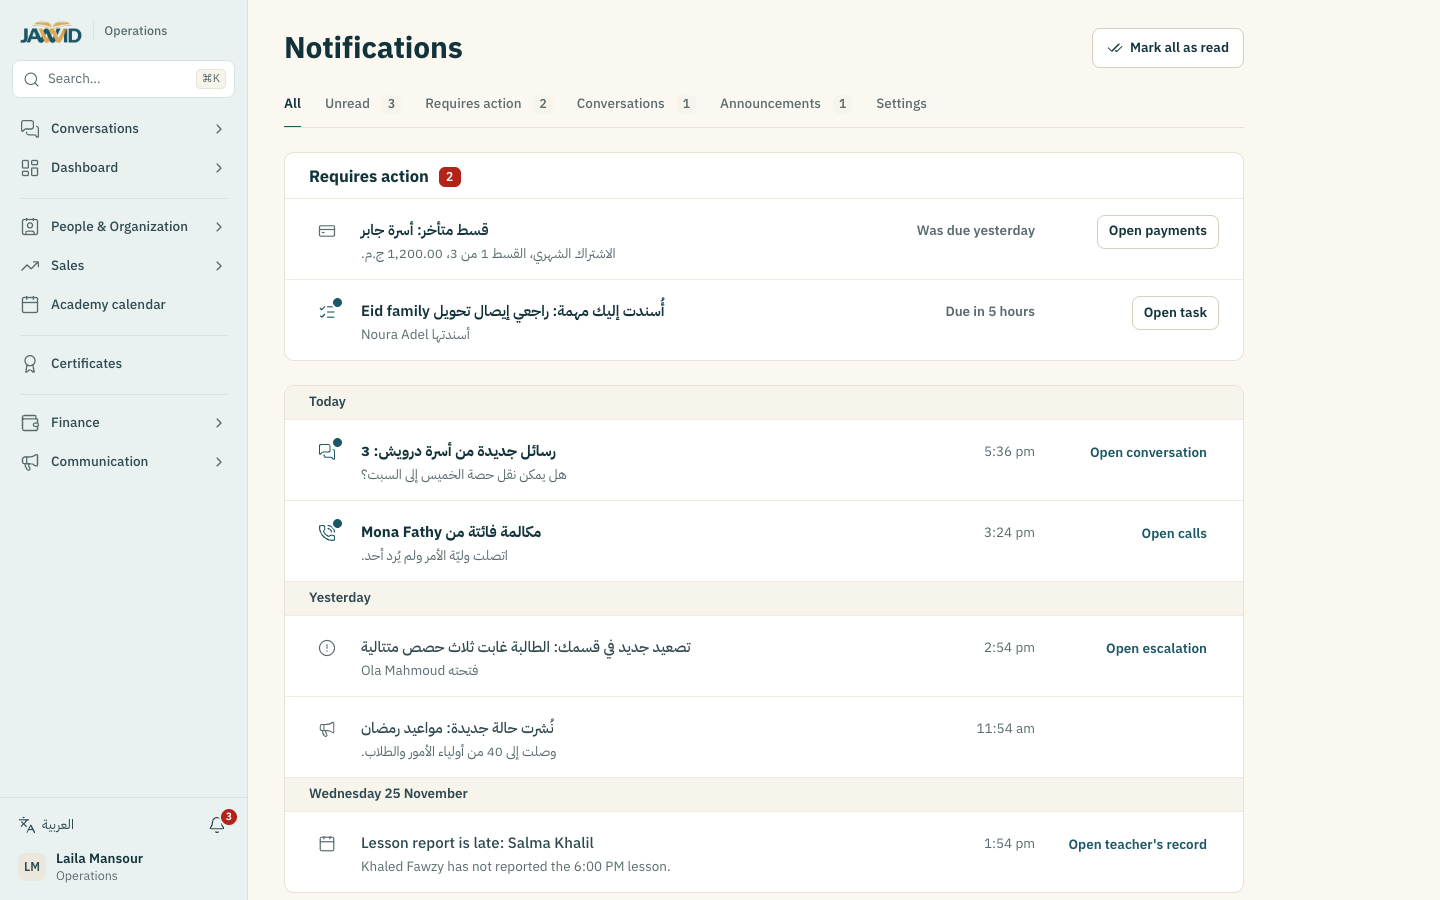 JAWWID
Operations
Search...
⌘K
Conversations
Dashboard
People & Organization
Sales
Academy calendar
Certificates
Finance
Communication
العربية
3
LM
Laila Mansour
Operations
Notifications
Mark all as read
All
Unread 3
Requires action 2
Conversations 1
Announcements 1
Settings
Requires action 2
قسط متأخر: أسرة جابر
Was due yesterday
Open payments
الاشتراك الشهري، القسط 1 من 3، 1,200.00 ج.م.
أُسندت إليك مهمة: راجعي إيصال تحويل Eid family
Due in 5 hours
Open task
أسندتها Noura Adel
Today
رسائل جديدة من أسرة درويش: 3
5:36 pm
Open conversation
هل يمكن نقل حصة الخميس إلى السبت؟
مكالمة فائتة من Mona Fathy
3:24 pm
Open calls
اتصلت وليّة الأمر ولم يُرد أحد.
Yesterday
تصعيد جديد في قسمك: الطالبة غابت ثلاث حصص متتالية
2:54 pm
Open escalation
فتحته Ola Mahmoud
نُشرت حالة جديدة: مواعيد رمضان
11:54 am
وصلت إلى 40 من أولياء الأمور والطلاب.
Wednesday 25 November
Lesson report is late: Salma Khalil
1:54 pm
Open teacher's record
Khaled Fawzy has not reported the 6:00 PM lesson.